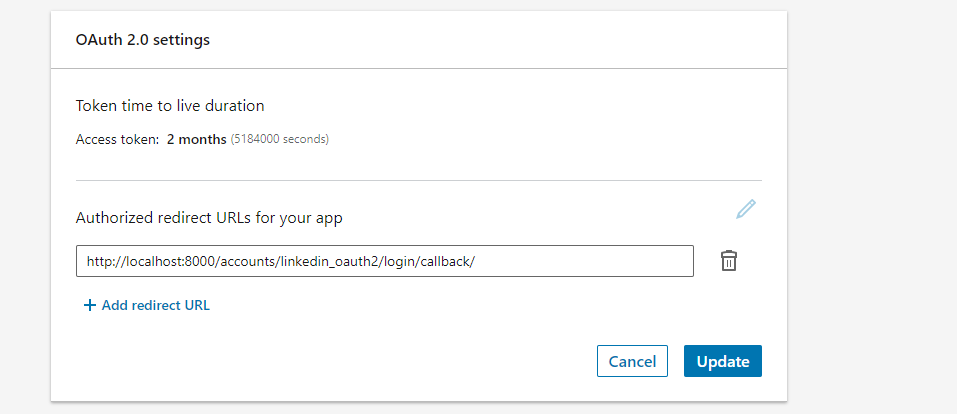 OAuth 2.0 settings
Token time to live duration
Access token: 2 months (5184000 seconds)
Authorized redirect URLs for your app
http://localhost:8000/accounts/linkedin_oauth2/login/callback/
+ Add redirect URL
Cancel Update